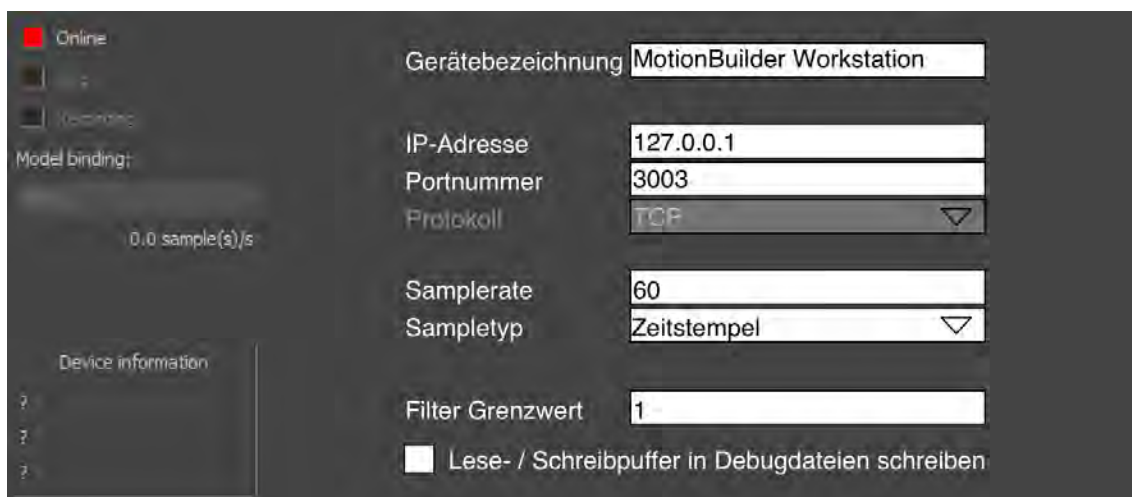 Online
Recording
Model binding:
0.0 sample(s)/s
Device information
?
?
?
Gerätebezeichnung MotionBuilder Workstation
IP-Adresse 127.0.0.1
Portnummer 3003
Protokoll TCP
Samplerate 60
Sampletyp Zeitstempel
Filter Grenzwert 1
Lese- / Schreibpuffer in Debugdateien schreiben